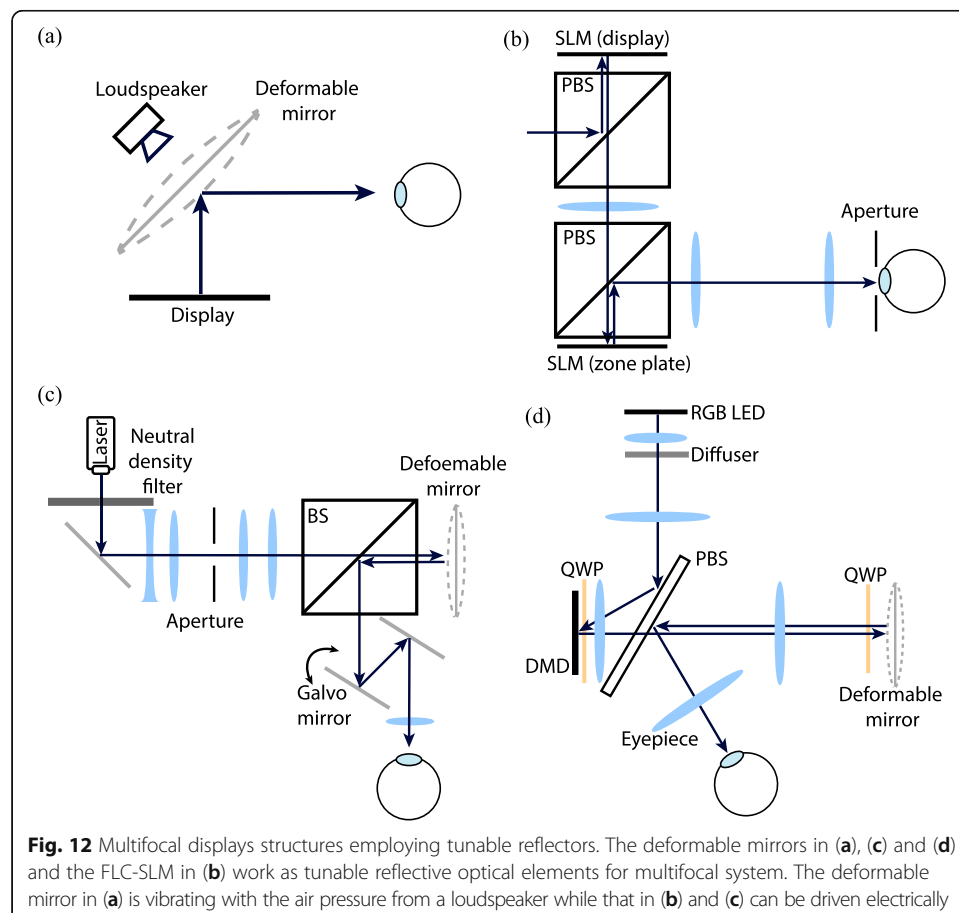 (a)
Loudspeaker
Deformable
mirror
Display
(b)
SLM (display)
PBS
PBS
Aperture
SLM (zone plate)
(c)
Laser
Neutral
density
filter
Aperture
BS
Defoemable
mirror
Galvo
mirror
(d)
RGB LED
Diffuser
PBS
QWP
QWP
DMD
Deformable
mirror
Eyepiece
Fig. 12 Multifocal displays structures employing tunable reflectors. The deformable mirrors in (a), (c) and (d)
and the FLC-SLM in (b) work as tunable reflective optical elements for multifocal system. The deformable
mirror in (a) is vibrating with the air pressure from a loudspeaker while that in (b) and (c) can be driven electrically